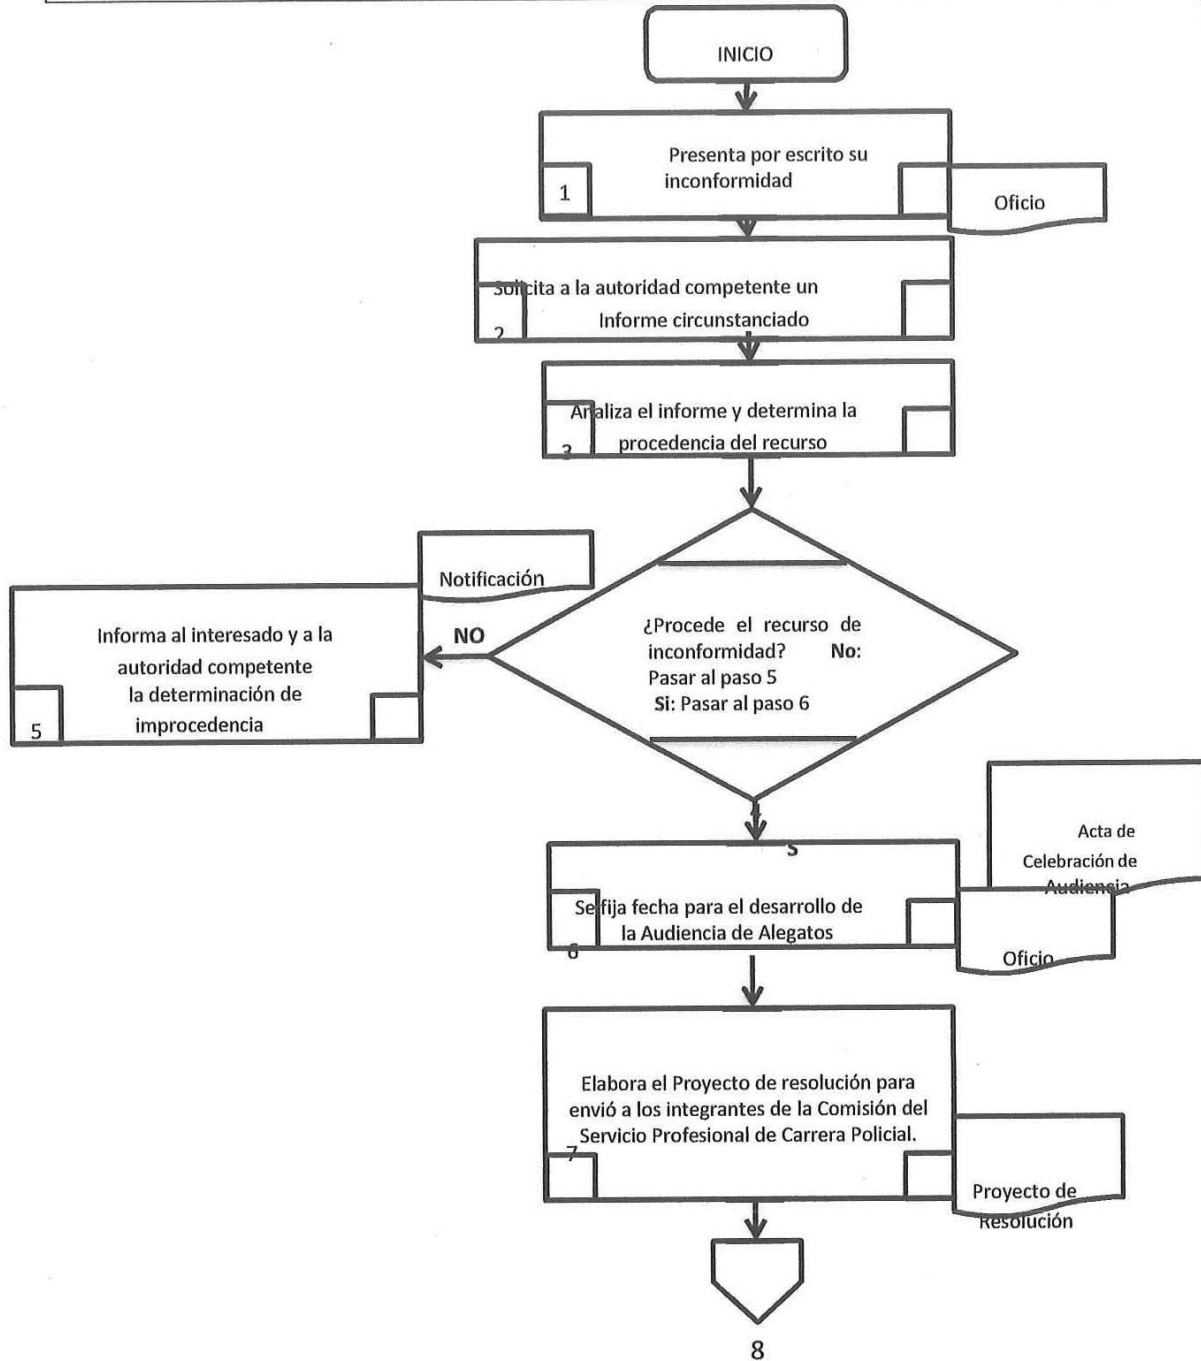 INICIO
Presenta por escrito su
inconformidad
1
Oficio
Solicita a la autoridad competente un
Informe circunstanciado
2
Analiza el informe y determina la
procedencia del recurso
3
Notificación
¿Procede el recurso de
inconformidad? No:
Pasar al paso 5
Si: Pasar al paso 6
NO
Informa al interesado y a la
autoridad competente
la determinación de
improcedencia
5
4
S
Acta de
Celebración de
Audiencia
Se fija fecha para el desarrollo de
la Audiencia de Alegatos
6
Oficio
Elabora el Proyecto de resolución para
envió a los integrantes de la Comisión del
Servicio Profesional de Carrera Policial.
7
Proyecto de
Resolución
8